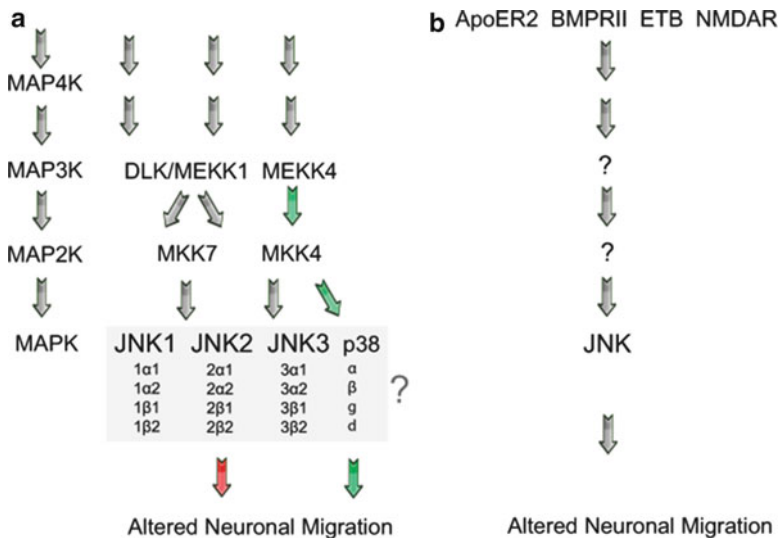 a
MAP4K
MAP3K DLK/MEKK1 MEKK4
MAP2K MKK7 MKK4
MAPK JNK1 JNK2 JNK3 p38
1α1 2α1 3α1 α
1α2 2α2 3α2 β
1β1 2β1 3β1 g
1β2 2β2 3β2 d
?
Altered Neuronal Migration
b
ApoER2 BMPRII ETB NMDAR
?
?
JNK
Altered Neuronal Migration